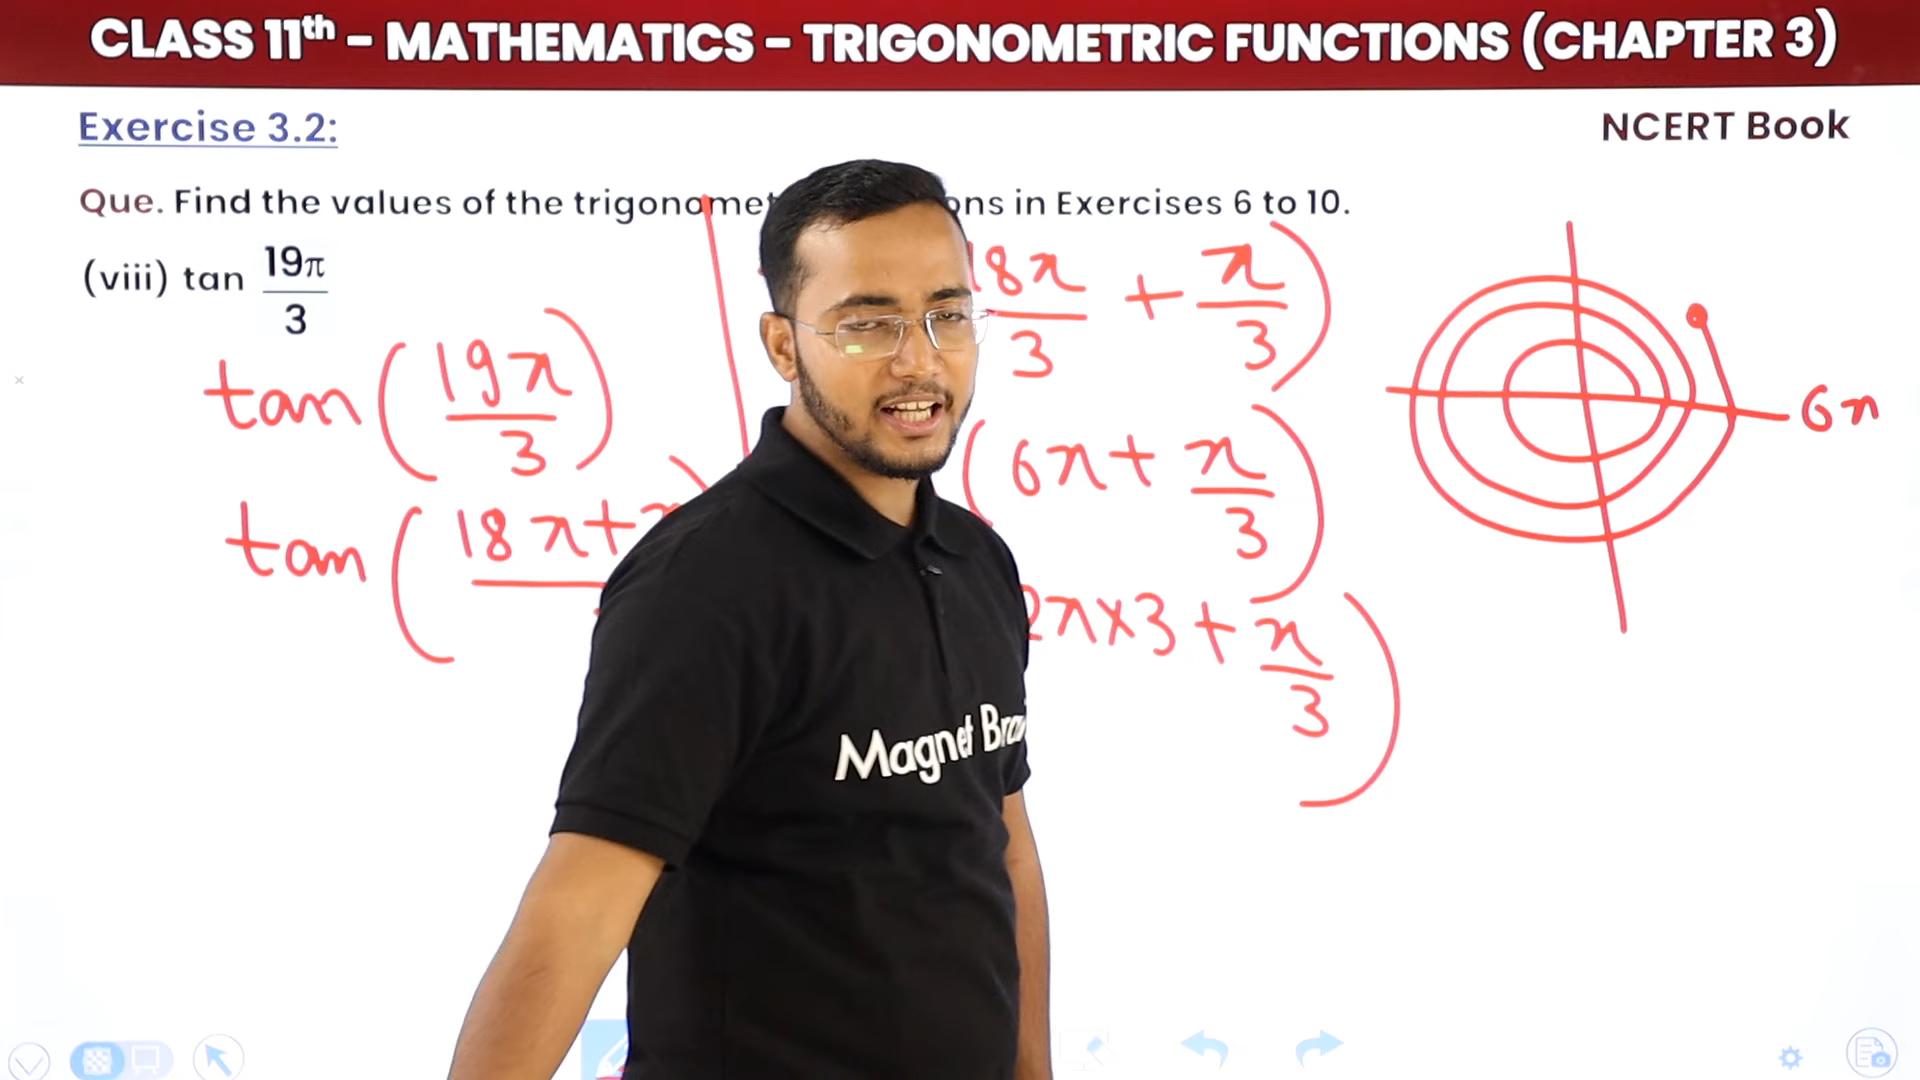 CLASS 11th - MATHEMATICS - TRIGONOMETRIC FUNCTIONS (CHAPTER 3)
Exercise 3.2:
NCERT Book
Que. Find the values of the in Exercises 6 to 10.
(viii) tan 19π/3
tan(19π/3)
tan(18π+
18π/3 + π/3)
(6π+π/3)
2π×3+π/3)
6π
Magnet